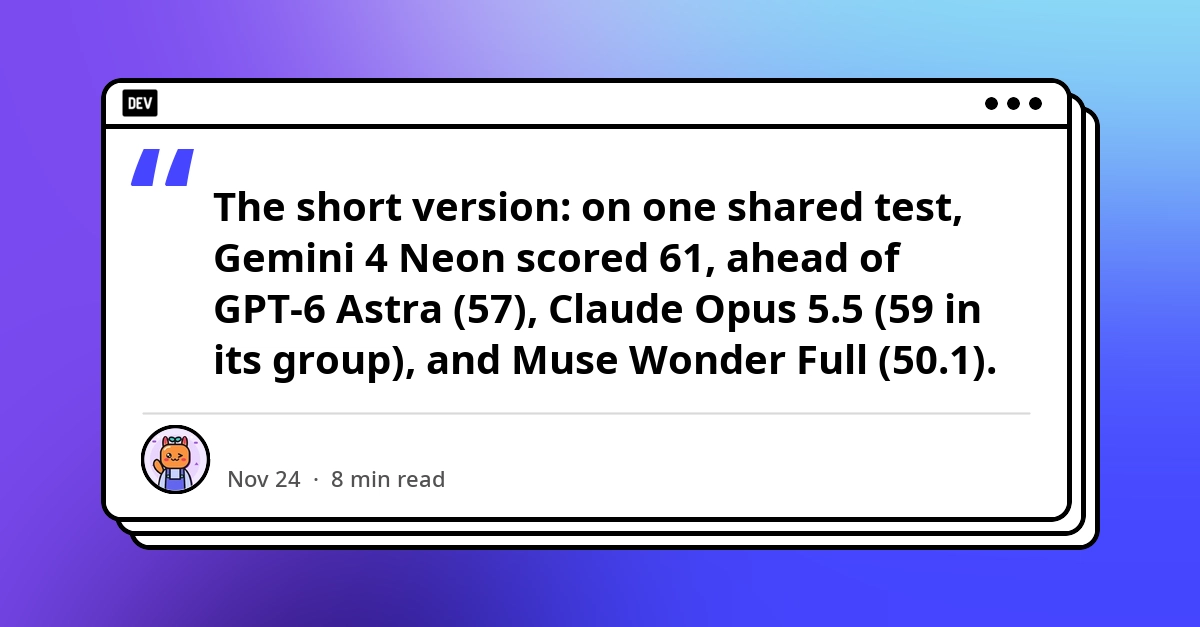 DEV
“
The short version: on one shared test,
Gemini 4 Neon scored 61, ahead of
GPT-6 Astra (57), Claude Opus 5.5 (59 in
its group), and Muse Wonder Full (50.1).
Nov 24 · 8 min read